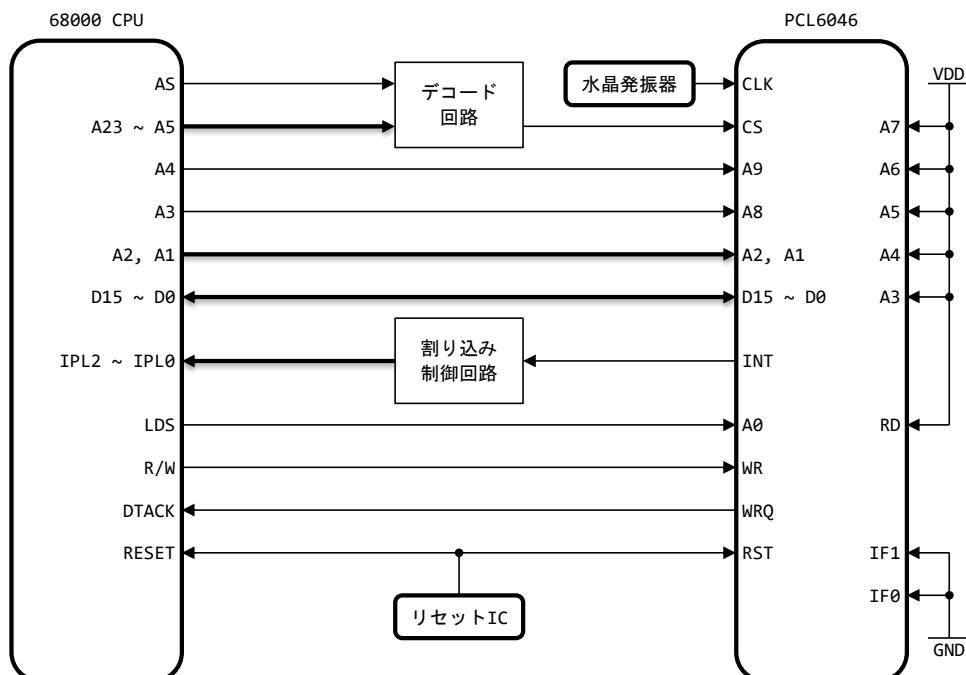 68000 CPU
PCL6046
AS
デコード
回路
水晶発振器
CLK
VDD
A23 ~ A5
CS
A7
A4
A9
A6
A3
A8
A5
A2, A1
A2, A1
A4
D15 ~ D0
D15 ~ D0
A3
IPL2 ~ IPL0
割り込み
制御回路
INT
LDS
A0
RD
R/W
WR
DTACK
WRQ
RESET
RST
IF1
リセットIC
IF0
GND